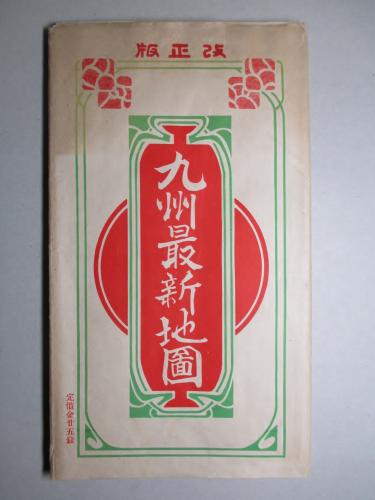 改正版
九州最新地圖
定價金廿五錢